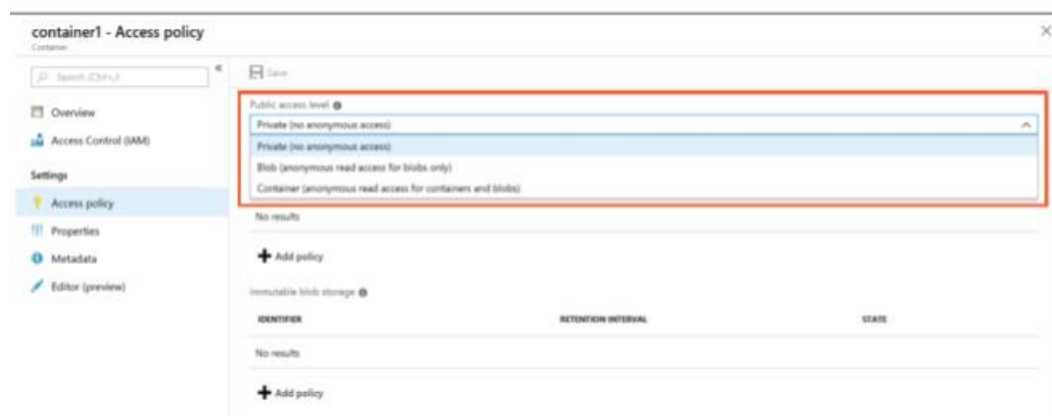 container1 - Access policy
Container
Search (Ctrl+/)
Save
Overview
Access Control (IAM)
Settings
Access policy
Properties
Metadata
Editor (preview)
Public access level
Private (no anonymous access)
Private (no anonymous access)
Blob (anonymous read access for blobs only)
Container (anonymous read access for containers and blobs)
No results
Add policy
Immutable blob storage
IDENTIFIER RETENTION INTERVAL STATE
No results
Add policy